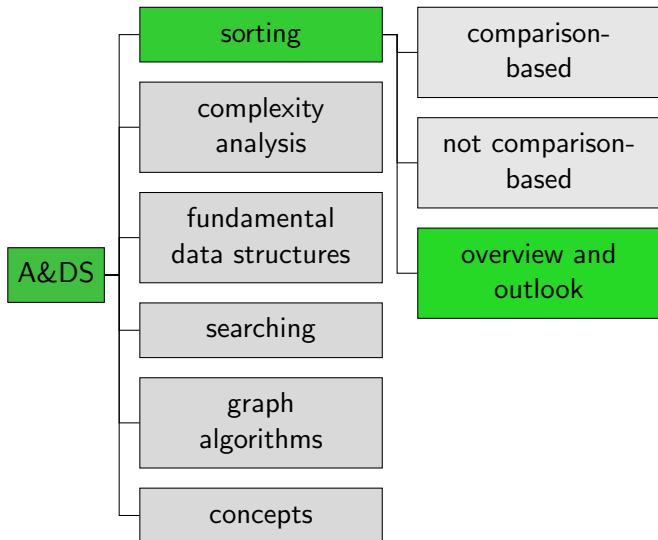 A&DS
sorting
complexity
analysis
fundamental
data structures
searching
graph
algorithms
concepts
comparison-
based
not comparison-
based
overview and
outlook